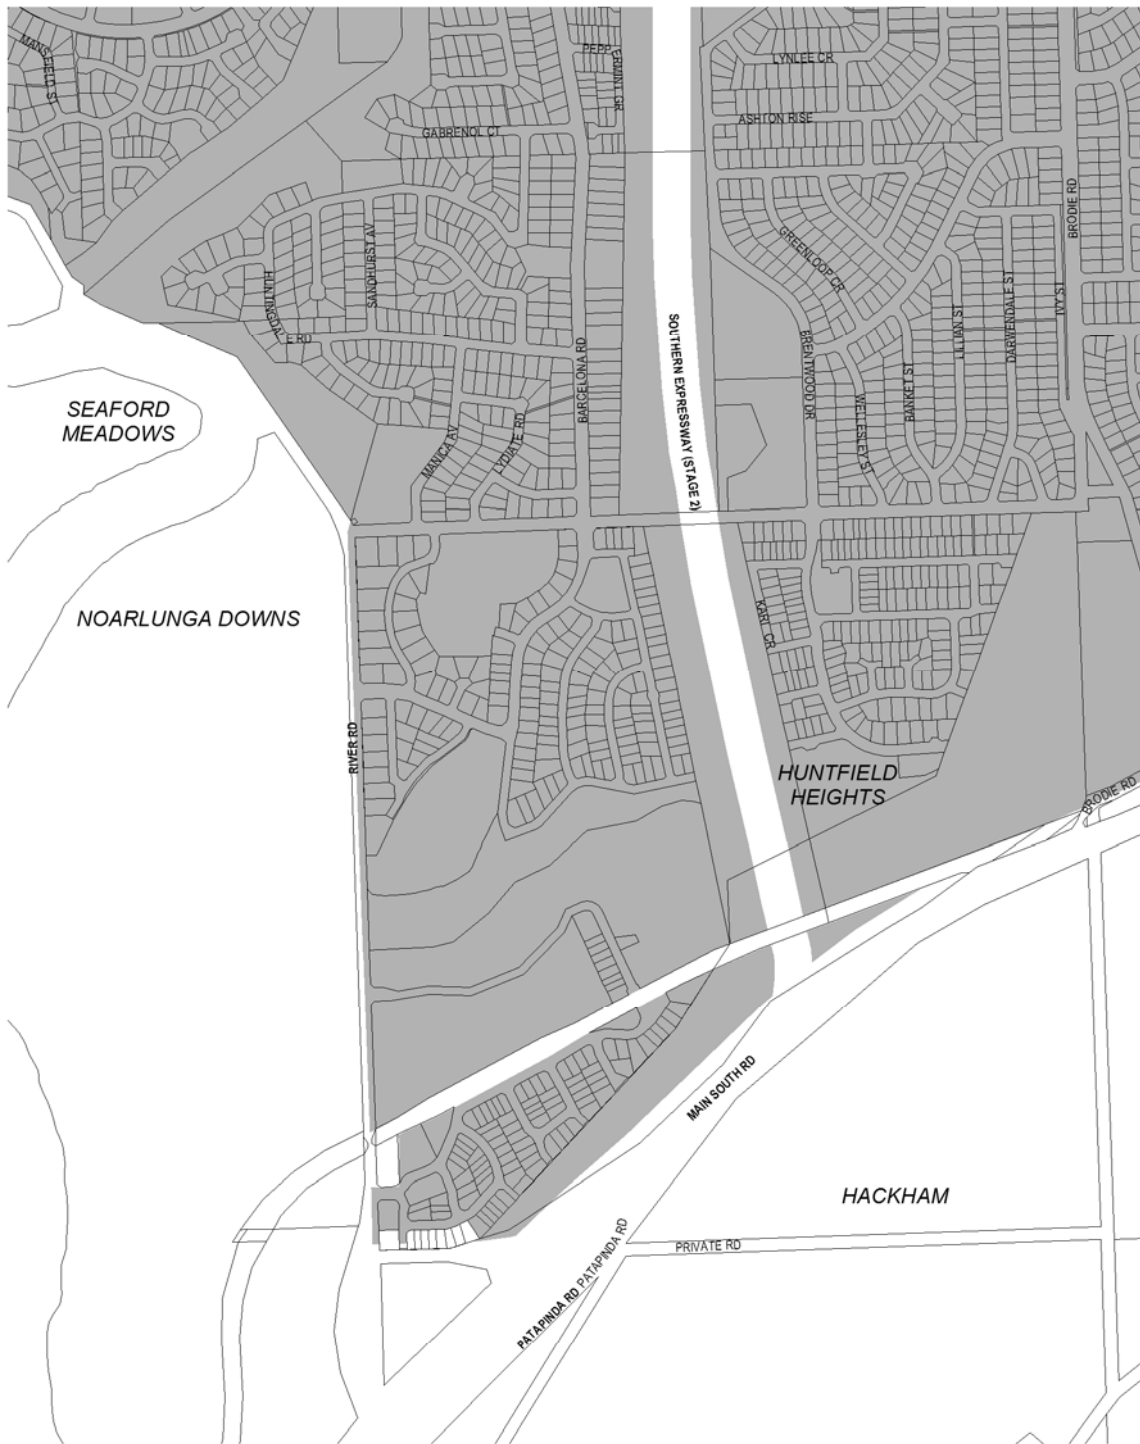 MANSFIELD ST
PEPPERMINT GR
LYNLEE CR
ASHTON RISE
GABRENOL CT
BRODIE RD
SANDHURST AV
GREENLOOP CR
HUNTINGDALE RD
IVY ST
DARWENDALE ST
LILLIAN ST
SOUTHERN EXPRESSWAY (STAGE 2)
BARCELONA RD
BRENTWOOD DR
BANKET ST
WELLESLEY ST
SEAFORD
MEADOWS
MANICA AV
LYDIATE RD
NOARLUNGA DOWNS
KARL CR
RIVER RD
HUNTFIELD
HEIGHTS
BRODIE RD
MAIN SOUTH RD
HACKHAM
PATAPINDA RD
PRIVATE RD
PATAPINDA RD